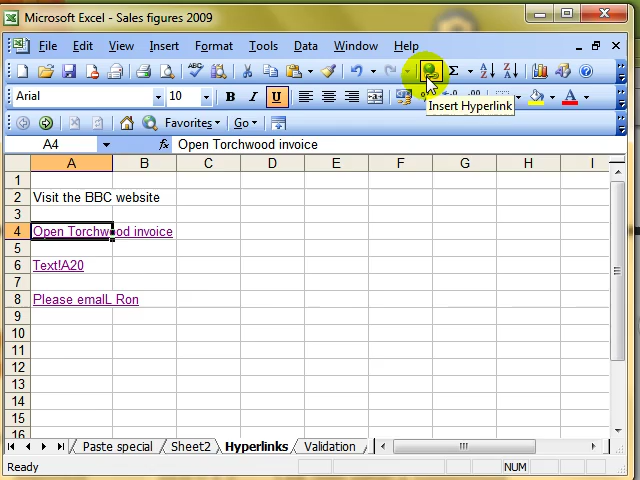 Microsoft Excel - Sales figures 2009
File Edit View Insert Format Tools Data Window Help
Arial 10 B I U
Insert Hyperlink
Favorites Go
A4 fx Open Torchwood invoice
A B C D E F G H I
1
2 Visit the BBC website
3
4 Open Torchwood invoice
5
6 Text!A20
7
8 Please emalL Ron
9
10
11
12
13
14
15
16
Paste special Sheet2 Hyperlinks Validation
Ready NUM